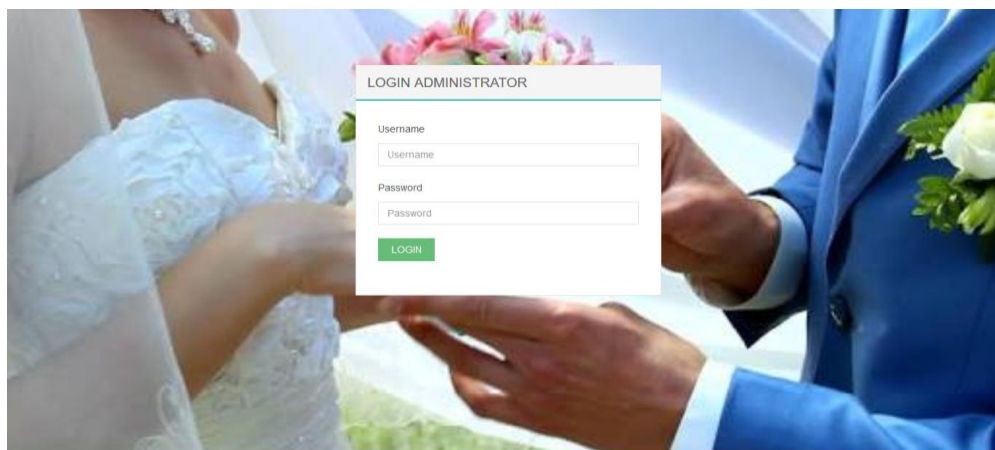 LOGIN ADMINISTRATOR
Username
Username
Password
Password
LOGIN